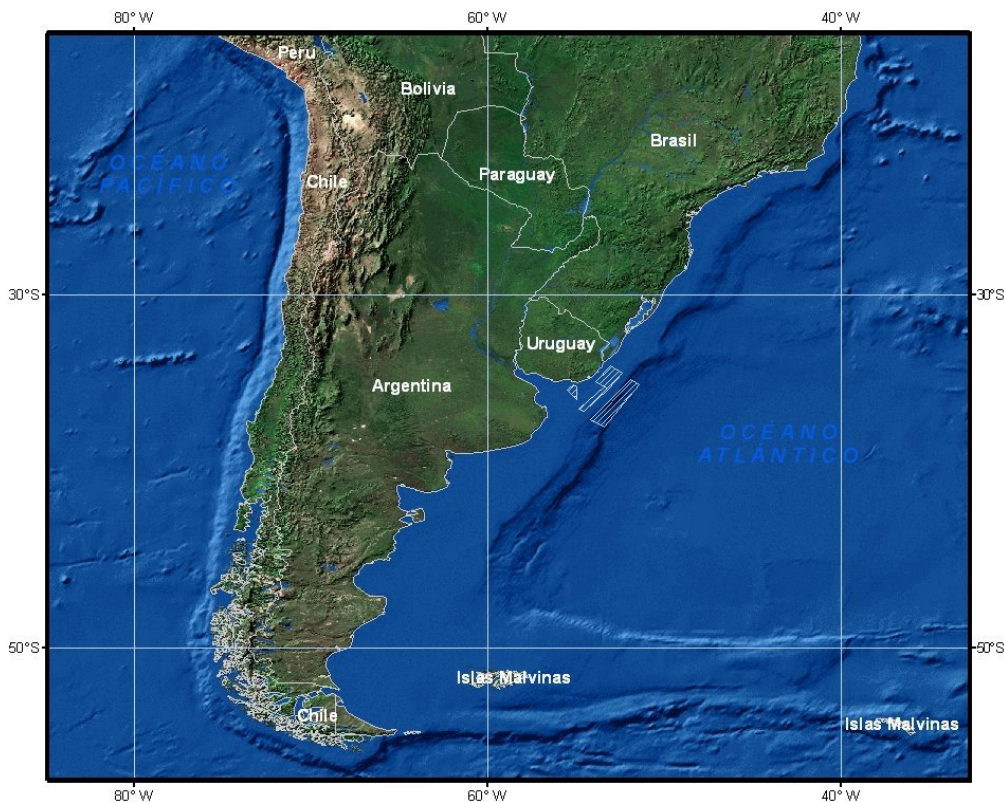 80° W 60° W 40° W
Peru
Bolivia
Brasil
OCÉANO
PACÍFICO
Chile
Paraguay
30°S 30°S
Uruguay
Argentina
OCÉANO
ATLÁNTICO
50°S 50°S
Islas Malvinas
Chile
Islas Malvinas
80° W 60° W 40° W